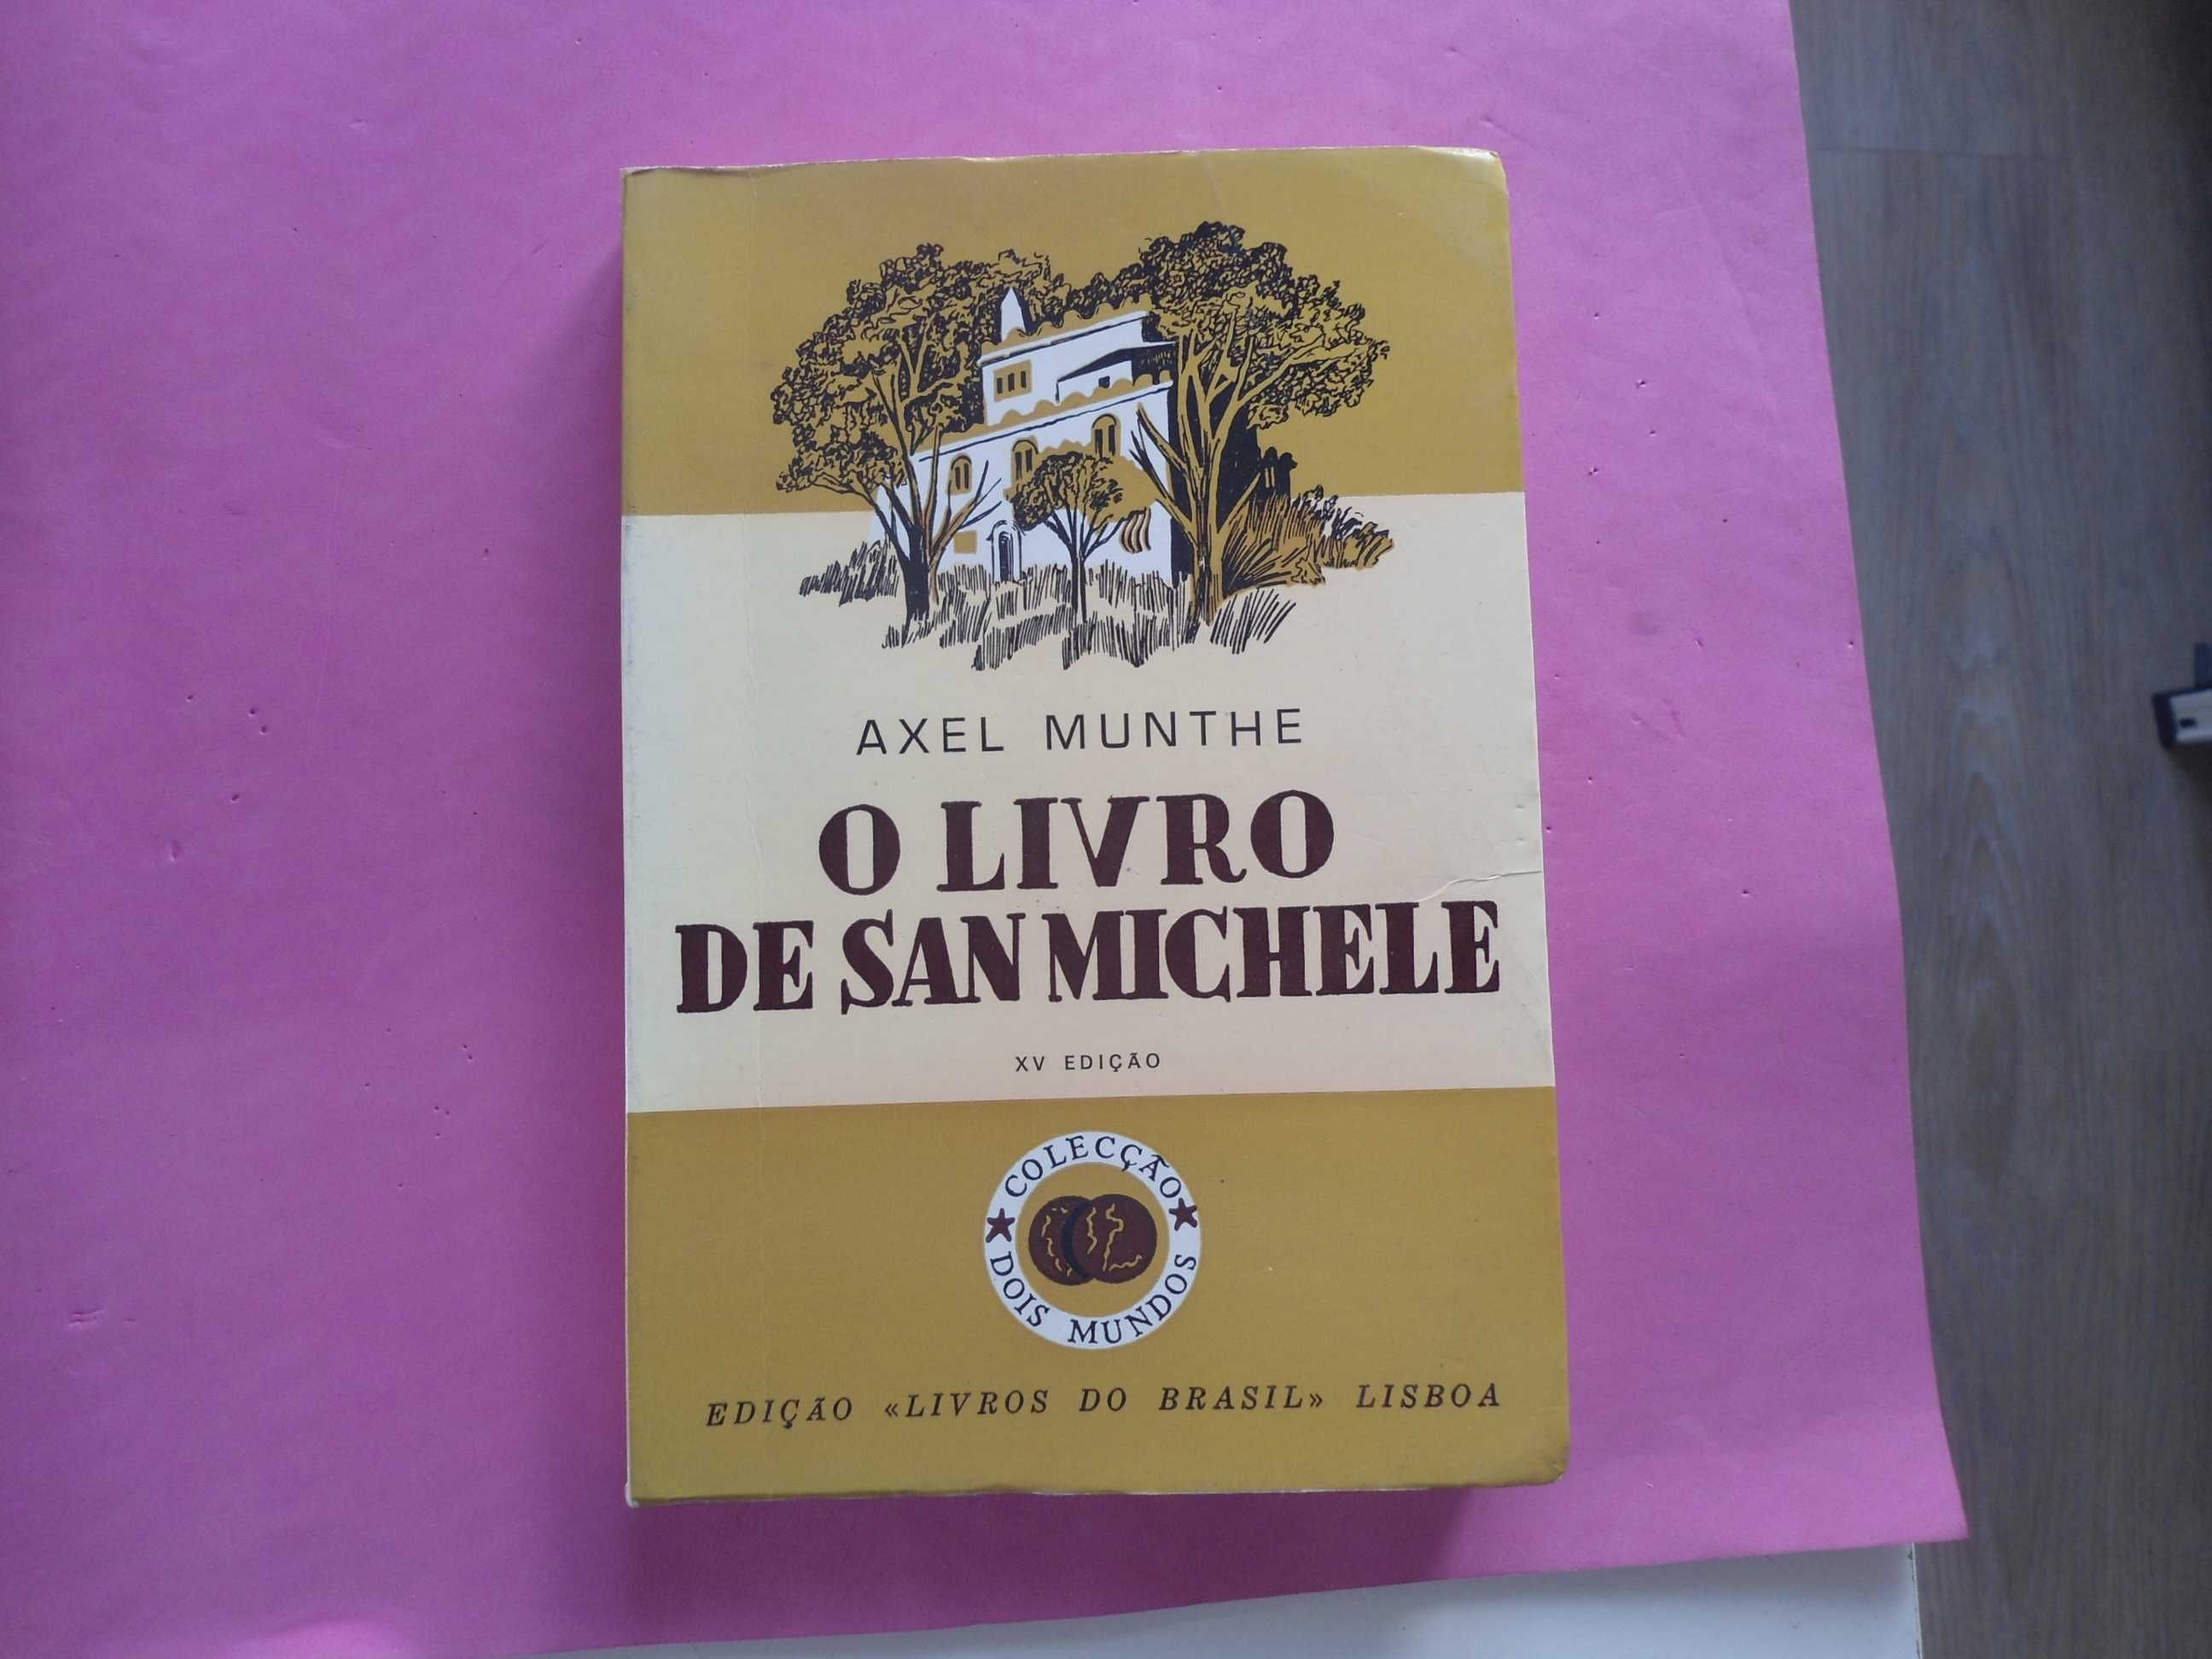 AXEL MUNTHE
O LIVRO
DE SAN MICHELE
XV EDIÇÃO
COLECÇÃO
DOIS MUNDOS
EDIÇÃO «LIVROS DO BRASIL» LISBOA